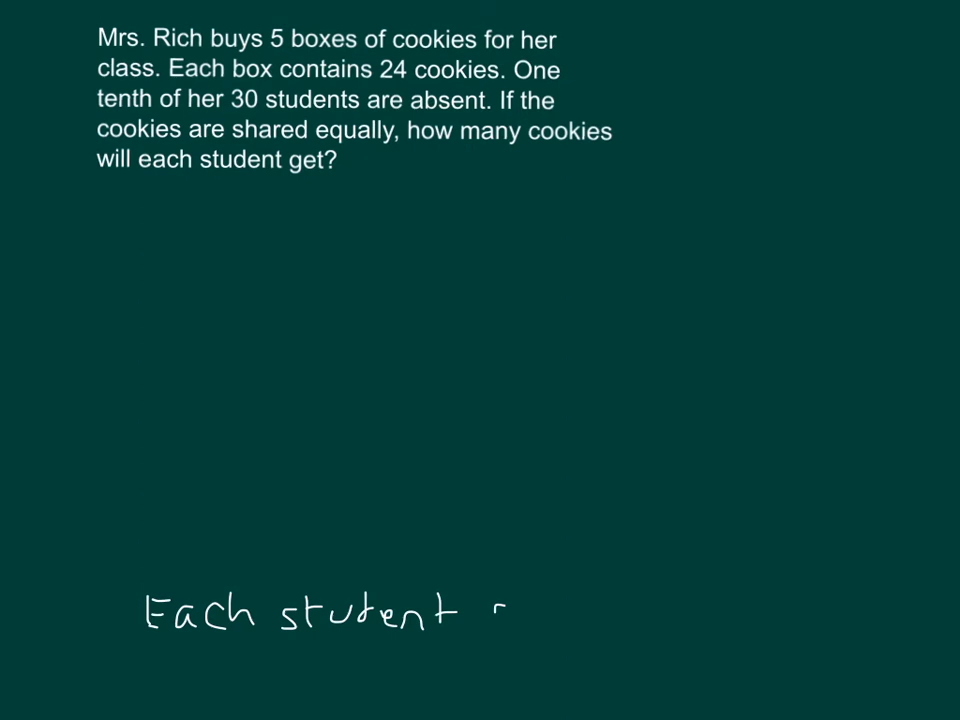 Mrs. Rich buys 5 boxes of cookies for her
class. Each box contains 24 cookies. One
tenth of her 30 students are absent. If the
cookies are shared equally, how many cookies
will each student get?
Each student